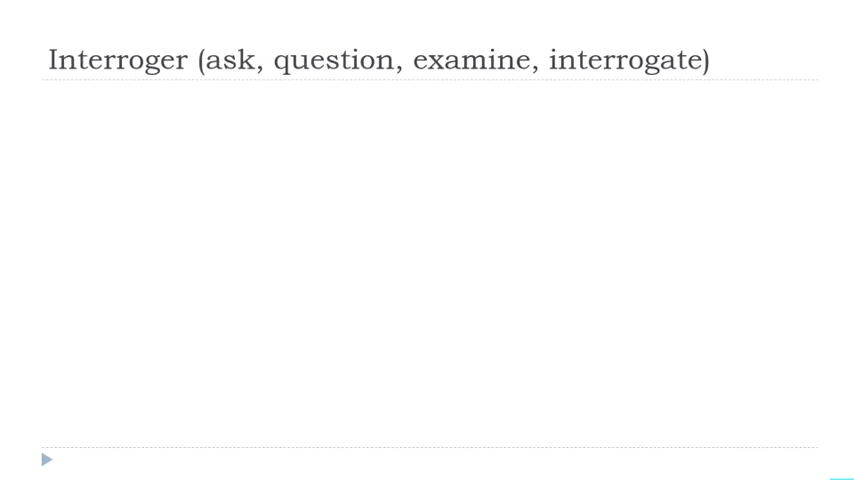 Interroger (ask, question, examine, interrogate)